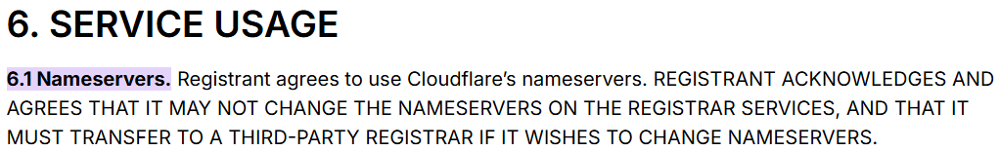 6. SERVICE USAGE
6.1 Nameservers. Registrant agrees to use Cloudflare’s nameservers. REGISTRANT ACKNOWLEDGES AND
AGREES THAT IT MAY NOT CHANGE THE NAMESERVERS ON THE REGISTRAR SERVICES, AND THAT IT
MUST TRANSFER TO A THIRD-PARTY REGISTRAR IF IT WISHES TO CHANGE NAMESERVERS.